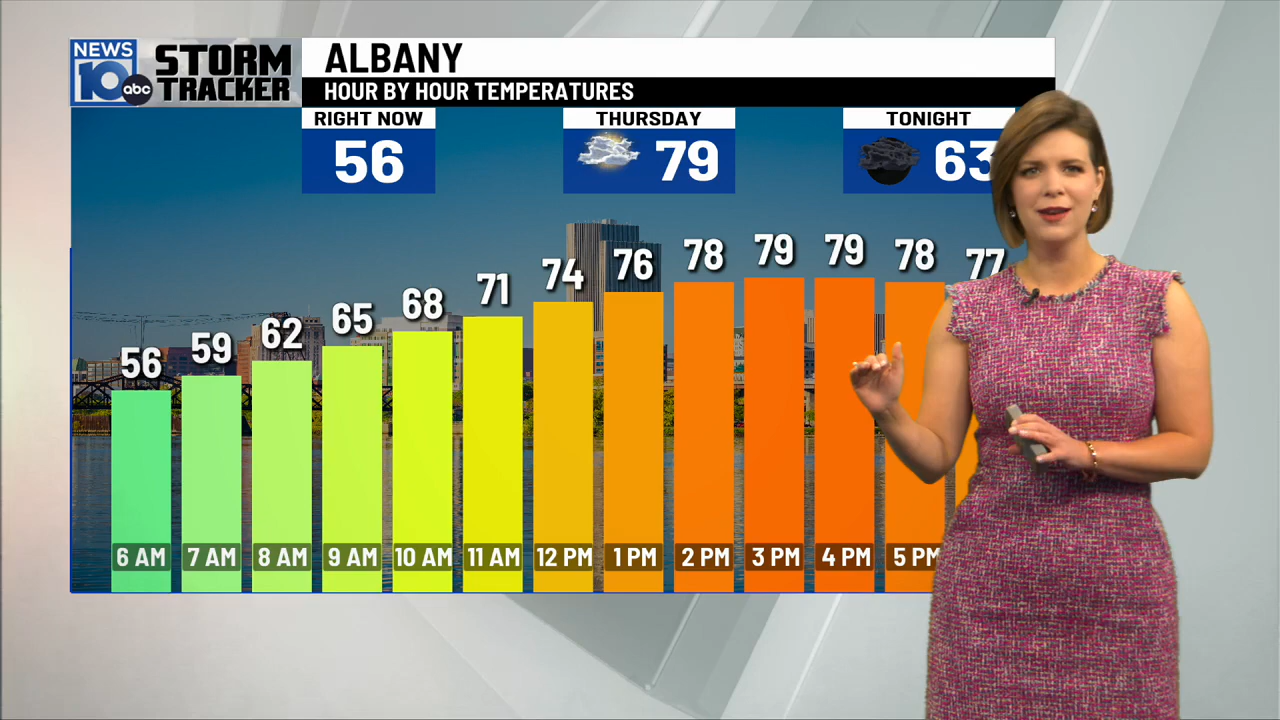 NEWS
10
abc
STORM
TRACKER
ALBANY
HOUR BY HOUR TEMPERATURES
RIGHT NOW
56
THURSDAY
79
TONIGHT
63
56
59
62
65
68
71
74
76
78
79
79
78
77
6 AM
7 AM
8 AM
9 AM
10 AM
11 AM
12 PM
1 PM
2 PM
3 PM
4 PM
5 PM